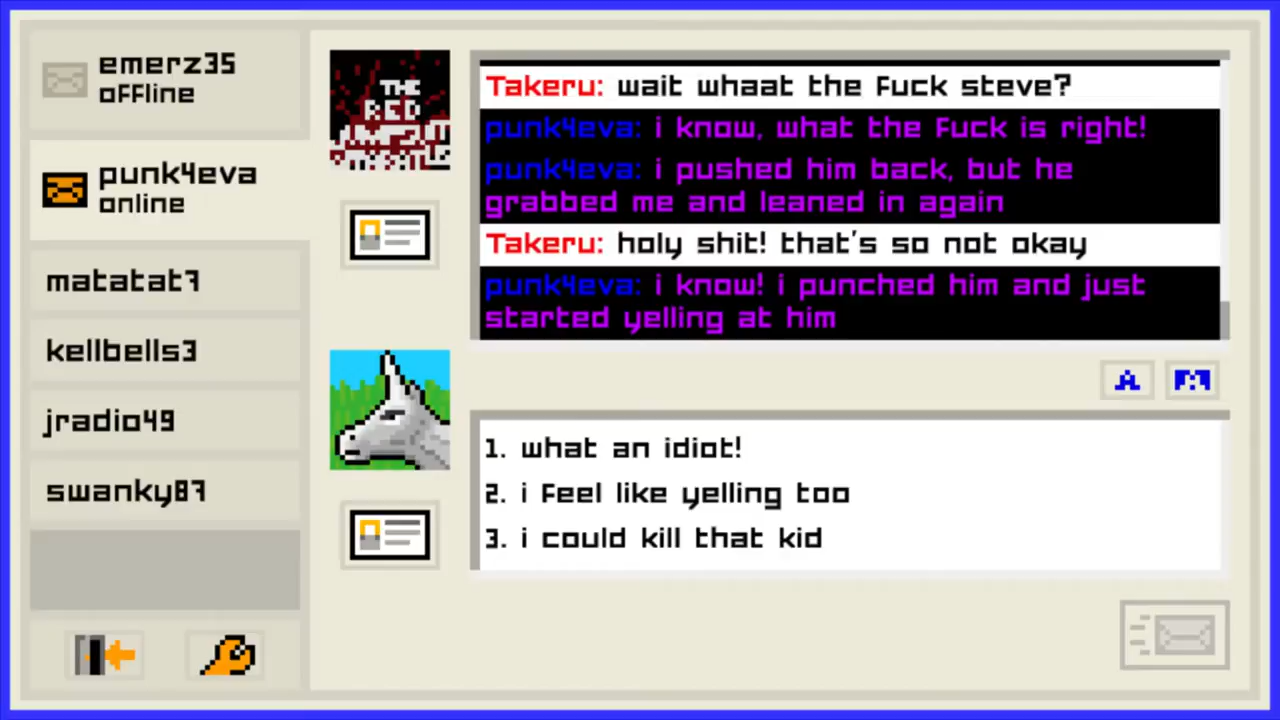 emerz35
offline
punk4eva
online
matatat7
kellbells3
jradio49
swanky87
THE
RED
Takeru: wait whaat the fuck steve?
punk4eva: i know, what the fuck is right!
punk4eva: i pushed him back, but he
grabbed me and leaned in again
Takeru: holy shit! that's so not okay
punk4eva: i know! i punched him and just
started yelling at him
A
1. what an idiot!
2. i feel like yelling too
3. i could kill that kid